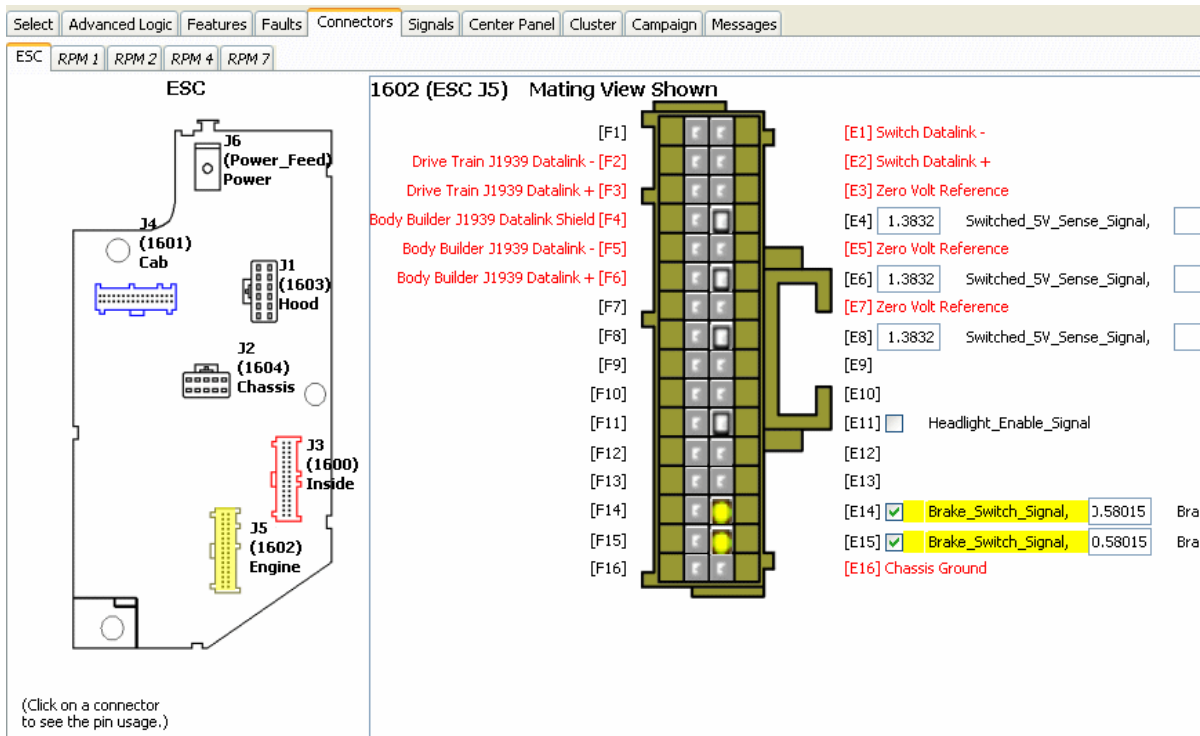 Select Advanced Logic Features Faults Connectors Signals Center Panel Cluster Campaign Messages
ESC RPM 1 RPM 2 RPM 4 RPM 7
ESC
J6
(Power_Feed)
Power
J4
(1601)
Cab
J1
(1603)
Hood
J2
(1604)
Chassis
J3
(1600)
Inside
J5
(1602)
Engine
(Click on a connector
to see the pin usage.)
1602 (ESC J5) Mating View Shown
[F1] [E1] Switch Datalink -
Drive Train J1939 Datalink - [F2] [E2] Switch Datalink +
Drive Train J1939 Datalink + [F3] [E3] Zero Volt Reference
Body Builder J1939 Datalink Shield [F4] [E4] 1.3832 Switched_5V_Sense_Signal,
Body Builder J1939 Datalink - [F5] [E5] Zero Volt Reference
Body Builder J1939 Datalink + [F6] [E6] 1.3832 Switched_5V_Sense_Signal,
[F7] [E7] Zero Volt Reference
[F8] [E8] 1.3832 Switched_5V_Sense_Signal,
[F9] [E9]
[F10] [E10]
[F11] [E11] Headlight_Enable_Signal
[F12] [E12]
[F13] [E13]
[F14] [E14] Brake_Switch_Signal, 0.58015 Bra
[F15] [E15] Brake_Switch_Signal, 0.58015 Bra
[F16] [E16] Chassis Ground